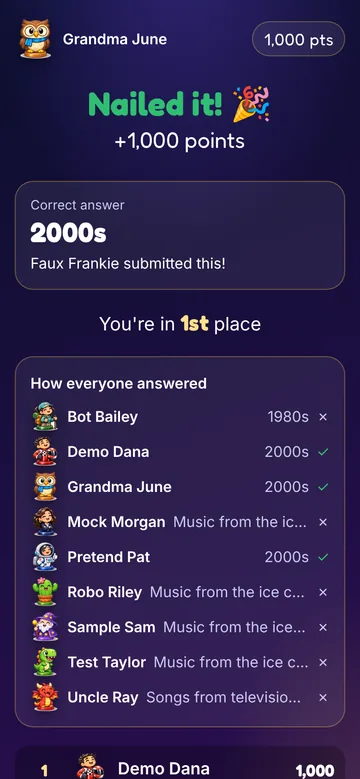 Grandma June
1,000 pts
Nailed it! 🎉
+1,000 points
Correct answer
2000s
Faux Frankie submitted this!
You're in 1st place
How everyone answered
Bot Bailey 1980s ×
Demo Dana 2000s ✓
Grandma June 2000s ✓
Mock Morgan Music from the ic... ×
Pretend Pat 2000s ✓
Robo Riley Music from the ice c... ×
Sample Sam Music from the ice... ×
Test Taylor Music from the ice c... ×
Uncle Ray Songs from televisio... ×
1 Demo Dana 1,000